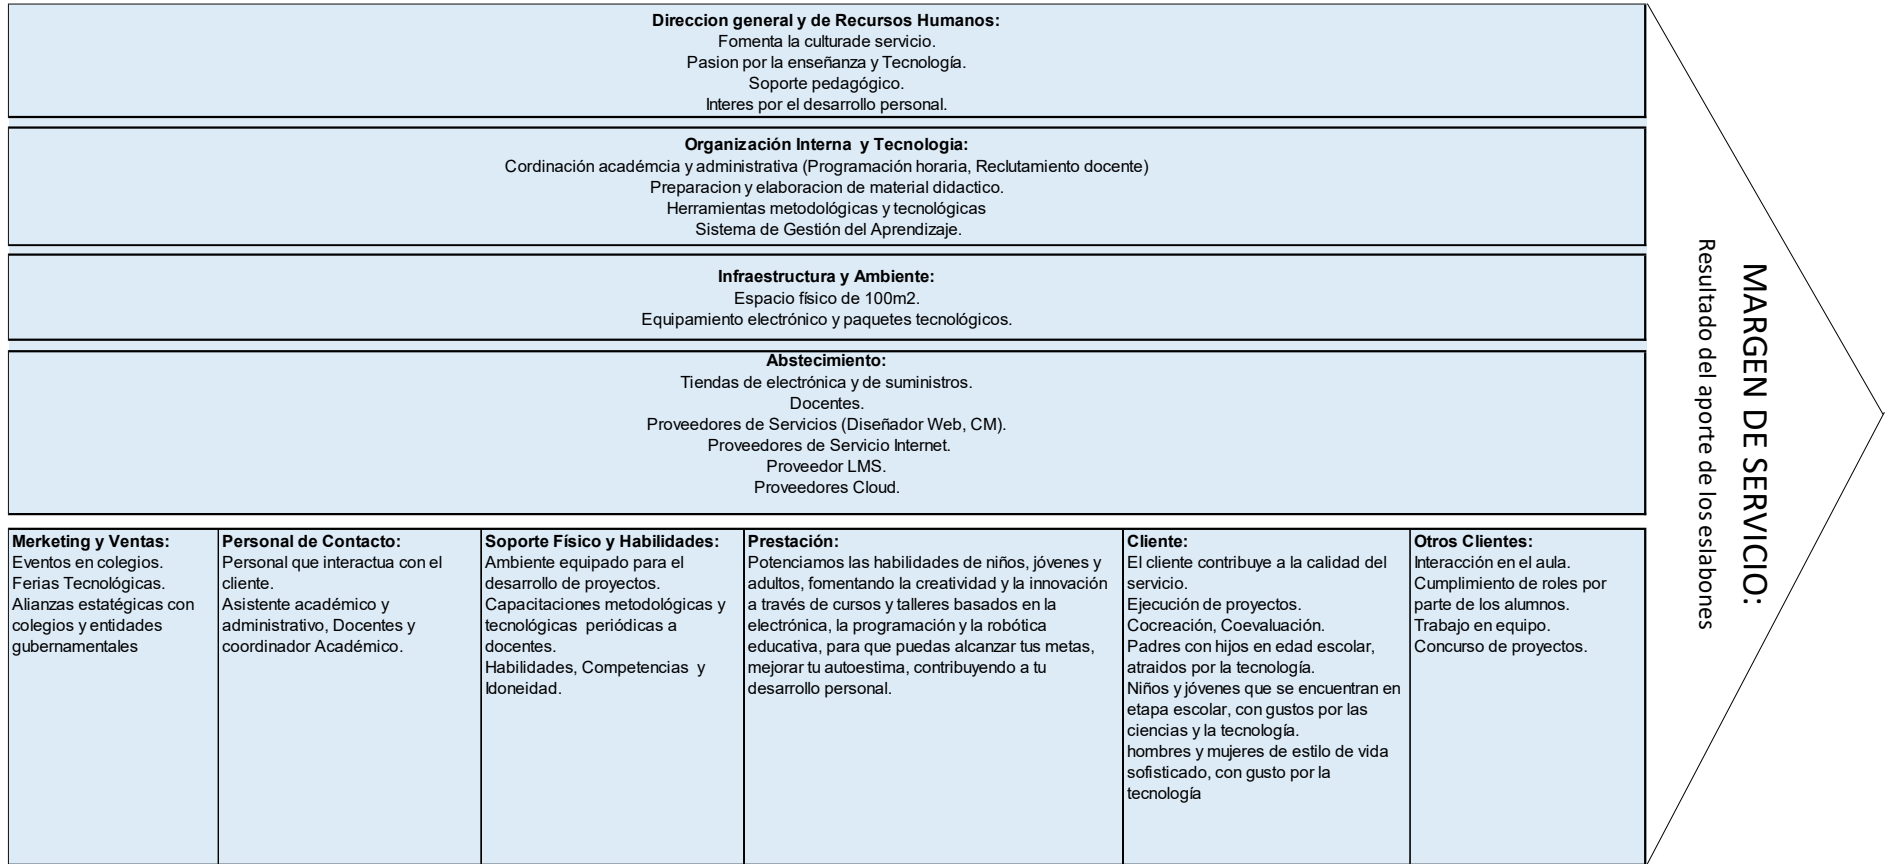 Direccion general y de Recursos Humanos:
Fomenta la culturade servicio.
Pasion por la enseñanza y Tecnología.
Soporte pedagógico.
Interes por el desarrollo personal.
Organización Interna y Tecnologia:
Cordinación académcia y administrativa (Programación horaria, Reclutamiento docente)
Preparacion y elaboracion de material didactico.
Herramientas metodológicas y tecnológicas
Sistema de Gestión del Aprendizaje.
Infraestructura y Ambiente:
Espacio físico de 100m2.
Equipamiento electrónico y paquetes tecnológicos.
Abstecimiento:
Tiendas de electrónica y de suministros.
Docentes.
Proveedores de Servicios (Diseñador Web, CM).
Proveedores de Servicio Internet.
Proveedor LMS.
Proveedores Cloud.
Merketing y Ventas:
Eventos en colegios.
Ferias Tecnológicas.
Alianzas estatégicas con
colegios y entidades
gubernamentales
Personal de Contacto:
Personal que interactua con el
cliente.
Asistente académico y
administrativo, Docentes y
coordinador Académico.
Soporte Físico y Habilidades:
Ambiente equipado para el
desarrollo de proyectos.
Capacitaciones metodológicas y
tecnológicas periódicas a
docentes.
Habilidades, Competencias y
Idoneidad.
Prestación:
Potenciamos las habilidades de niños, jóvenes y
adultos, fomentando la creatividad y la innovación
a través de cursos y talleres basados en la
electrónica, la programación y la robótica
educativa, para que puedas alcanzar tus metas,
mejorar tu autoestima, contribuyendo a tu
desarrollo personal.
Cliente:
El cliente contribuye a la calidad del
servicio.
Ejecución de proyectos.
Cocreación, Coevaluación.
Padres con hijos en edad escolar,
atraidos por la tecnología.
Niños y jóvenes que se encuentran en
etapa escolar, con gustos por las
ciencias y la tecnología.
hombres y mujeres de estilo de vida
sofisticado, con gusto por la
tecnología
Otros Clientes:
Interacción en el aula.
Cumplimiento de roles por
parte de los alumnos.
Trabajo en equipo.
Concurso de proyectos.
MARGEN DE SERVICIO:
Resultado del aporte de los eslabones